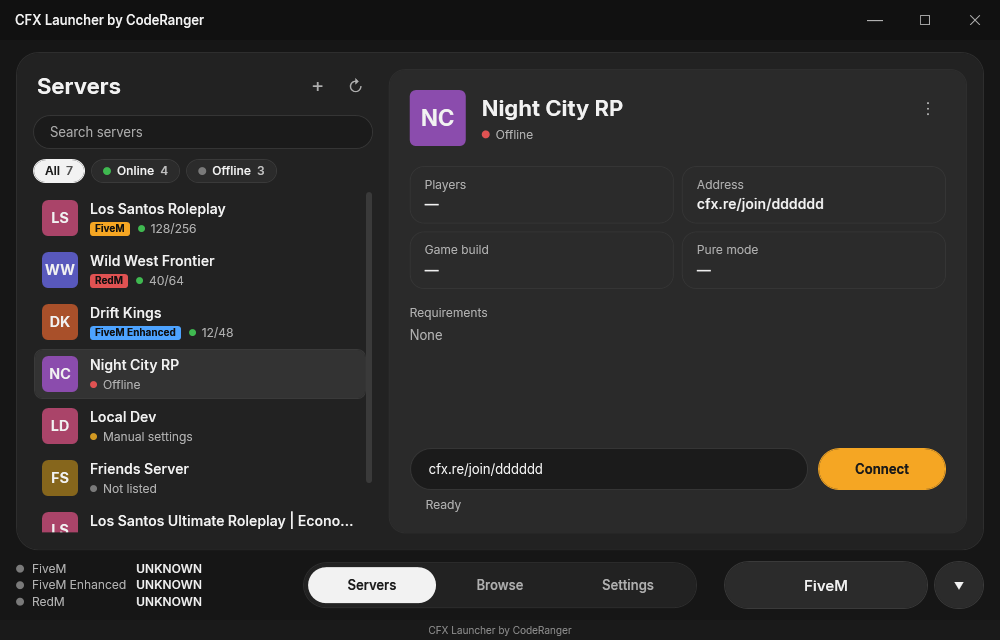 CFX Launcher by CodeRanger
Servers
Search servers
All 7
Online 4
Offline 3
LS
Los Santos Roleplay
FiveM
128/256
WW
Wild West Frontier
RedM
40/64
DK
Drift Kings
FiveM Enhanced
12/48
NC
Night City RP
Offline
LD
Local Dev
Manual settings
FS
Friends Server
Not listed
LS
Los Santos Ultimate Roleplay | Econo...
NC
Night City RP
Offline
Players
—
Address
cfx.re/join/dddddd
Game build
—
Pure mode
—
Requirements
None
cfx.re/join/dddddd
Connect
Ready
FiveM UNKNOWN
FiveM Enhanced UNKNOWN
RedM UNKNOWN
Servers
Browse
Settings
FiveM
CFX Launcher by CodeRanger